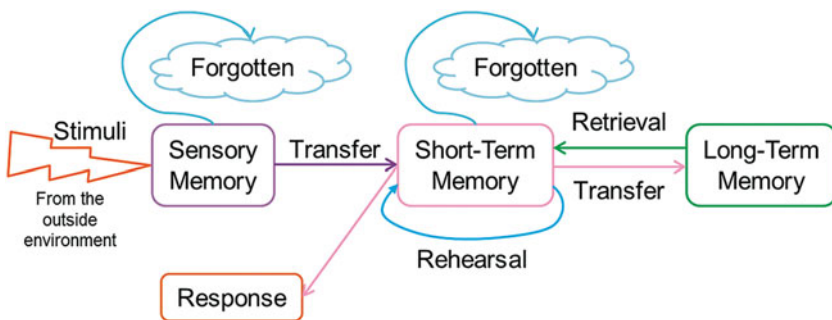 Forgotten
Forgotten
Stimuli
From the
outside
environment
Sensory
Memory
Transfer
Short-Term
Memory
Retrieval
Transfer
Long-Term
Memory
Rehearsal
Response